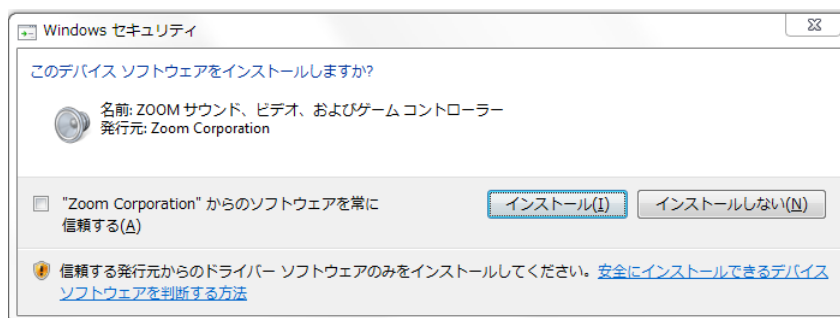 Windows セキュリティ
このデバイス ソフトウェアをインストールしますか?
名前: ZOOM サウンド、ビデオ、およびゲーム コントローラー
発行元: Zoom Corporation
"Zoom Corporation" からのソフトウェアを常に
信頼する(A)
インストール(I)
インストールしない(N)
信頼する発行元からのドライバー ソフトウェアのみをインストールしてください。安全にインストールできるデバイス
ソフトウェアを判断する方法